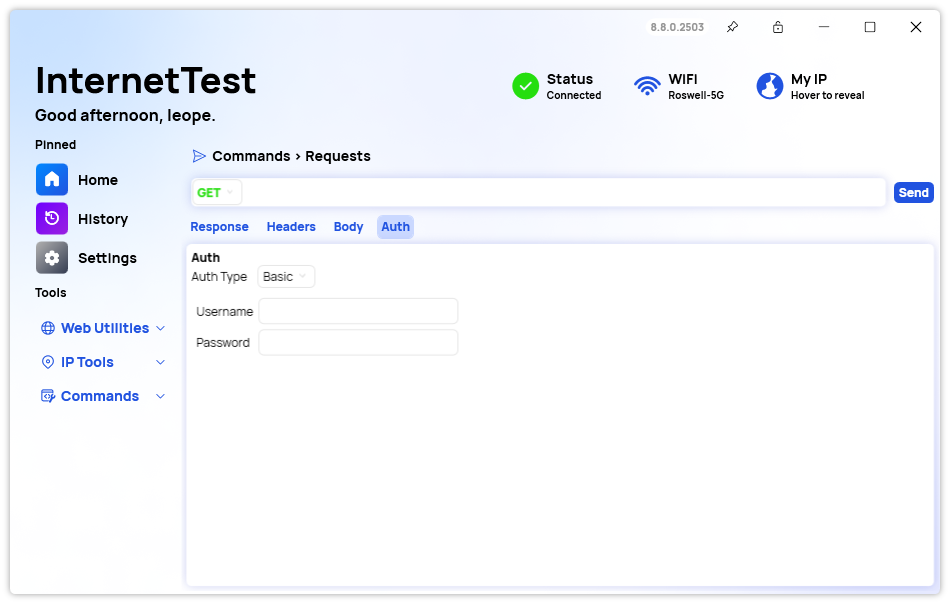 8.8.0.2503
InternetTest
Good afternoon, leope.
Status
Connected
WiFi
Roswell-5G
My IP
Hover to reveal
Pinned
Home
History
Settings
Tools
Web Utilities
IP Tools
Commands
Commands › Requests
GET
Send
Response Headers Body Auth
Auth
Auth Type Basic
Username
Password